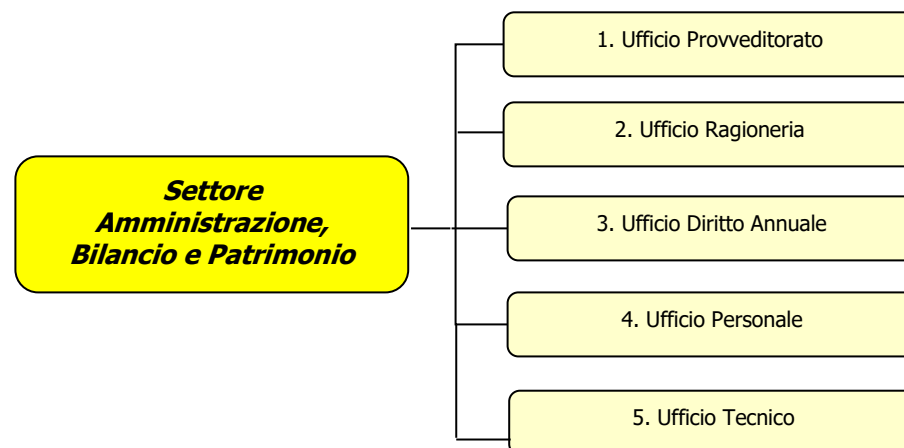 1. Ufficio Provveditorato
2. Ufficio Ragioneria
Settore
Amministrazione,
Bilancio e Patrimonio
3. Ufficio Diritto Annuale
4. Ufficio Personale
5. Ufficio Tecnico